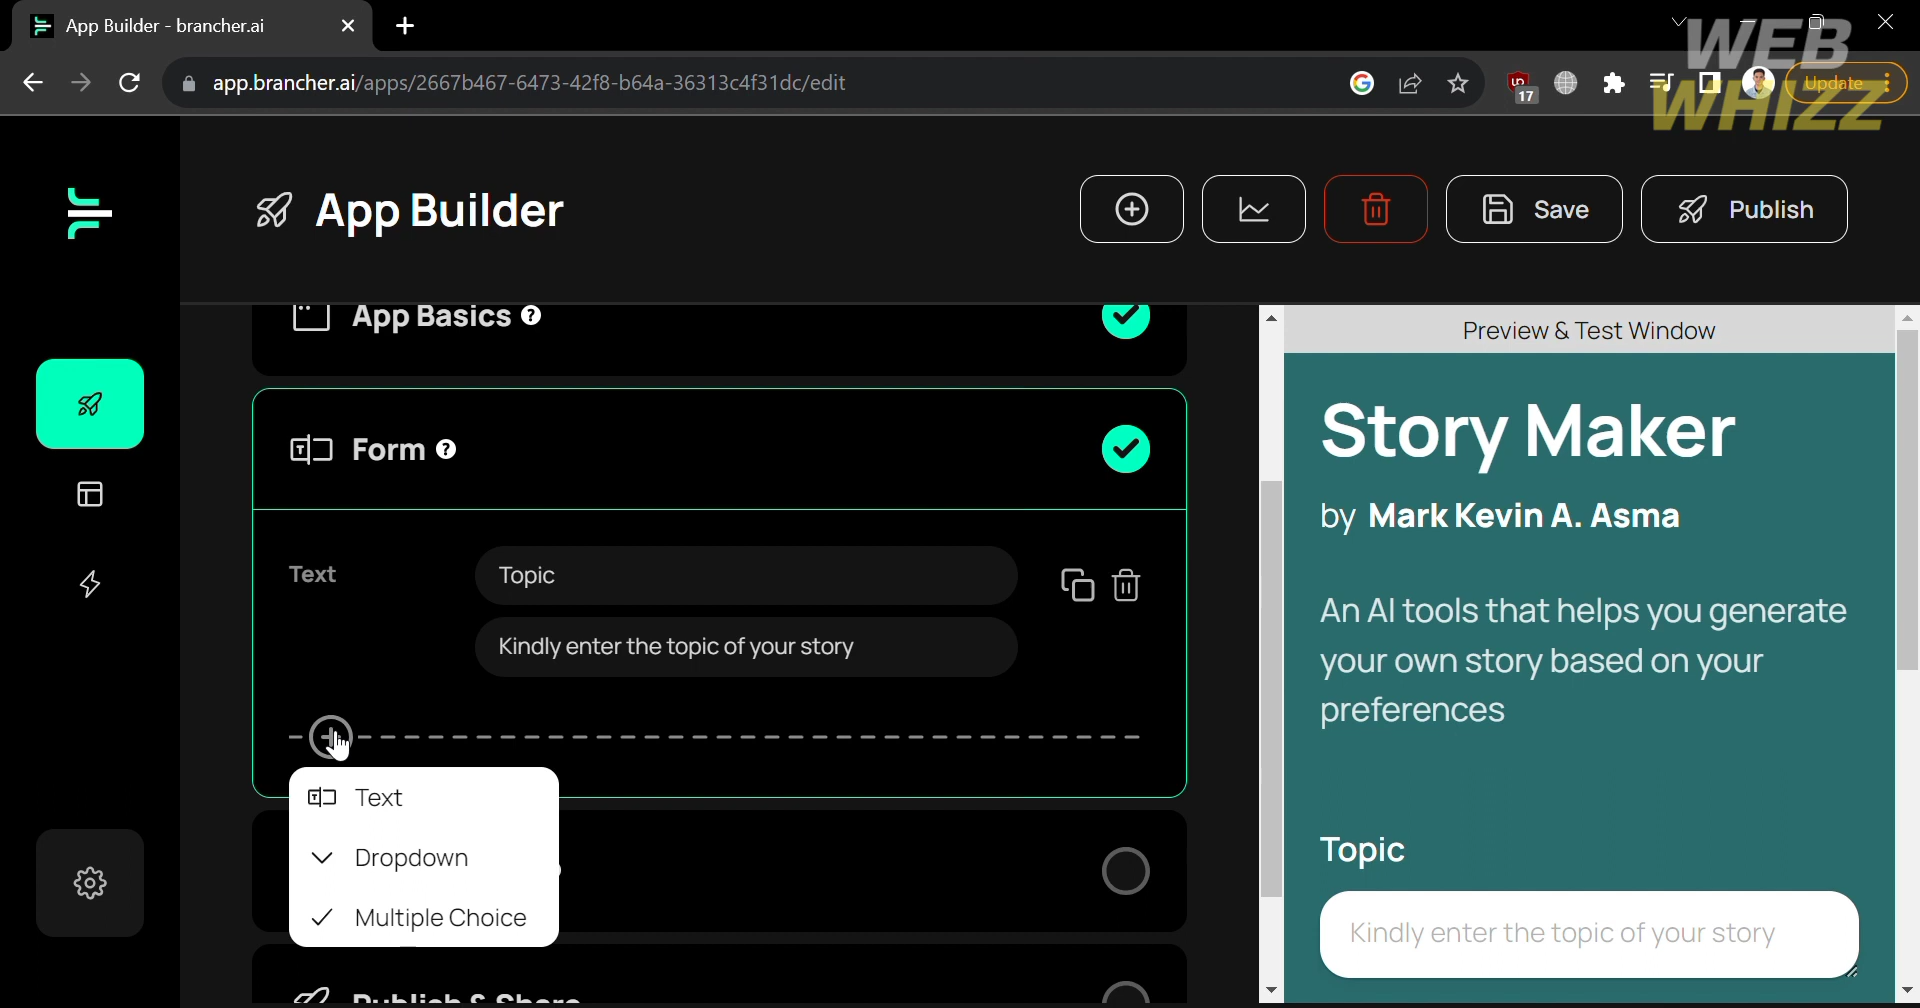 App Builder - brancher.ai
app.brancher.ai/apps/2667b467-6473-42f8-b64a-36313c4f31dc/edit
17
Update
WEB
WHIZZ
App Builder
Save
Publish
App Basics ?
Form ?
Text
Topic
Kindly enter the topic of your story
Text
Dropdown
Multiple Choice
Publish & Share
Preview & Test Window
Story Maker
by Mark Kevin A. Asma
An AI tools that helps you generate
your own story based on your
preferences
Topic
Kindly enter the topic of your story